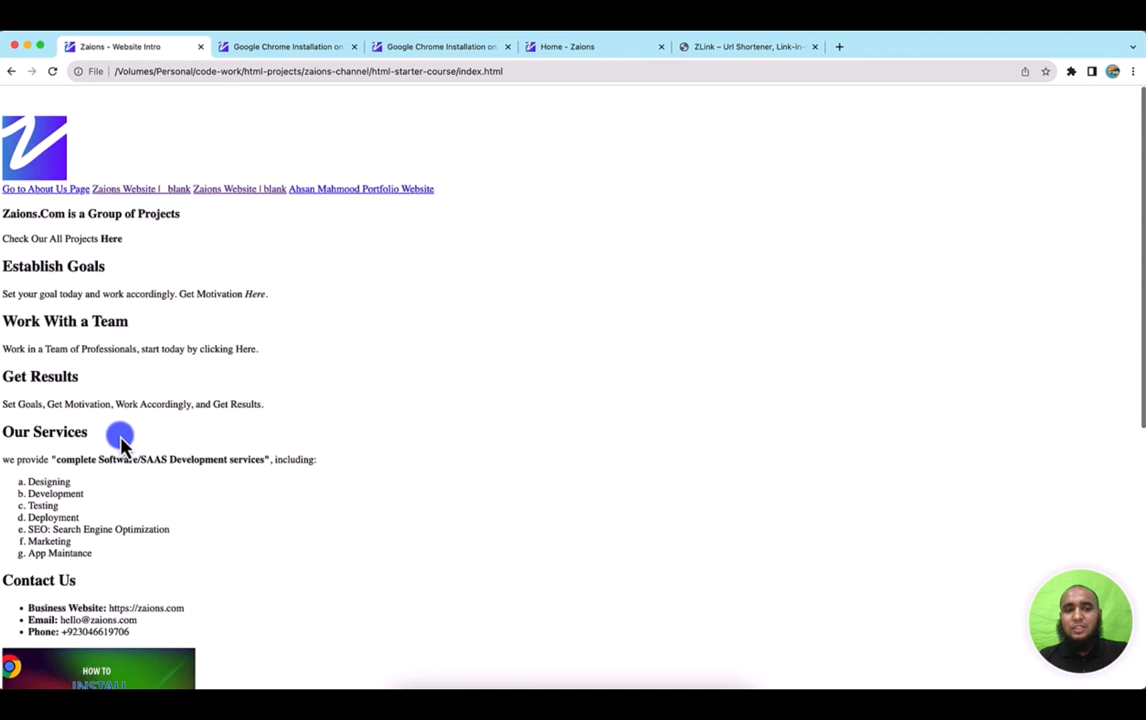 Zaions - Website Intro
Google Chrome Installation on
Google Chrome Installation on
Home - Zaions
ZLink – Url Shortener, Link-in-
File /Volumes/Personal/code-work/html-projects/zaions-channel/html-starter-course/index.html
Go to About Us Page Zaions Website | _blank Zaions Website | blank Ahsan Mahmood Portfolio Website
Zaions.Com is a Group of Projects
Check Our All Projects Here
Establish Goals
Set your goal today and work accordingly. Get Motivation Here.
Work With a Team
Work in a Team of Professionals, start today by clicking Here.
Get Results
Set Goals, Get Motivation, Work Accordingly, and Get Results.
Our Services
we provide "complete Software/SAAS Development services", including:
a. Designing
b. Development
c. Testing
d. Deployment
e. SEO: Search Engine Optimization
f. Marketing
g. App Maintance
Contact Us
• Business Website: https://zaions.com
• Email: hello@zaions.com
• Phone: +923046619706
HOW TO
INSTALL